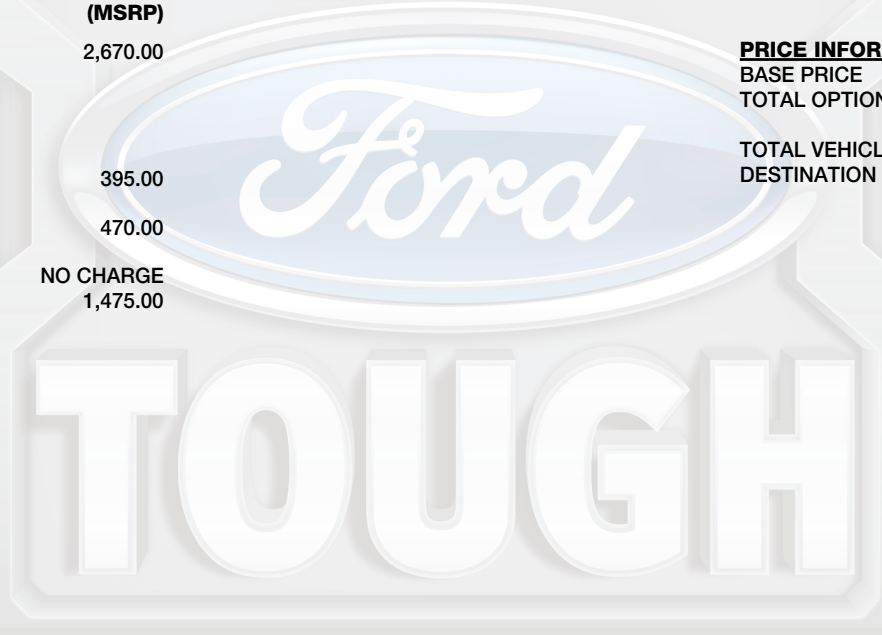 (MSRP)
2,670.00
395.00
470.00
NO CHARGE
1,475.00
PRICE INFOR
BASE PRICE
TOTAL OPTION
TOTAL VEHICL
DESTINATION
Ford
TOUGH